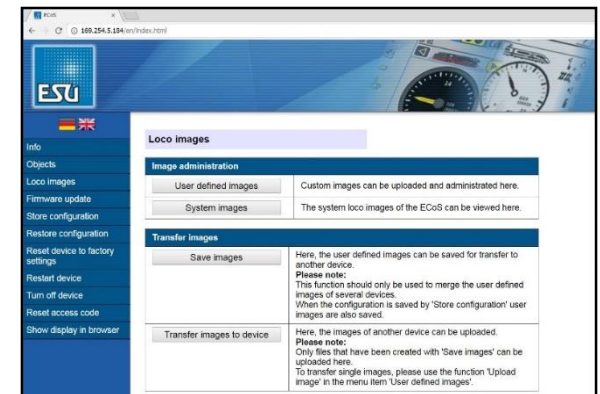 ECoS
169.254.5.184/en/index.html
ESU
Info
Objects
Loco images
Firmware update
Store configuration
Restore configuration
Reset device to factory
settings
Restart device
Turn off device
Reset access code
Show display in browser
Loco images
Image administration
User defined images
Custom images can be uploaded and administrated here.
System images
The system loco images of the ECoS can be viewed here.
Transfer images
Save images
Here, the user defined images can be saved for transfer to
another device.
Please note:
This function should only be used to merge the user defined
images of several devices.
When the configuration is saved by 'Store configuration' user
images are also saved.
Transfer images to device
Here, the images of another device can be uploaded.
Please note:
Only files that have been created with 'Save images' can be
uploaded here.
To transfer single images, please use the function 'Upload
image' in the menu item 'User defined images'.